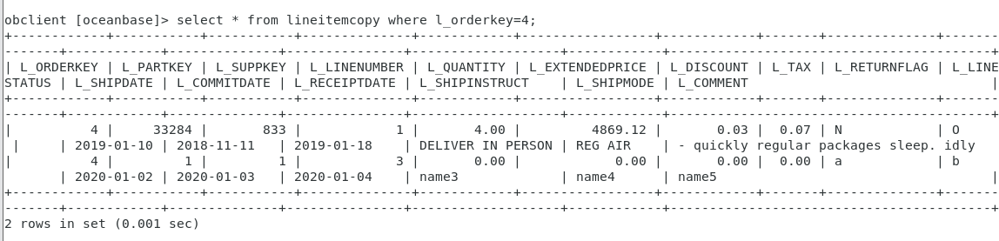 obclient [oceanbase]> select * from lineitemcopy where l_orderkey=4;
+------------+-----------+-----------+--------------+------------+-----------------+------------+-------+--------------+-------
-------+------------+--------------+---------------+-------------------+------------+------------------------------------------+
| L_ORDERKEY | L_PARTKEY | L_SUPPKEY | L_LINENUMBER | L_QUANTITY | L_EXTENDEDPRICE | L_DISCOUNT | L_TAX | L_RETURNFLAG | L_LINE
STATUS | L_SHIPDATE | L_COMMITDATE | L_RECEIPTDATE | L_SHIPINSTRUCT    | L_SHIPMODE | L_COMMENT                               |
+------------+-----------+-----------+--------------+------------+-----------------+------------+-------+--------------+-------
-------+------------+--------------+---------------+-------------------+------------+------------------------------------------+
|          4 |     33284 |       833 |            1 |       4.00 |         4869.12 |       0.03 |  0.07 | N            | O
 |     | 2019-01-10 | 2018-11-11   | 2019-01-18    | DELIVER IN PERSON | REG AIR    | - quickly regular packages sleep. idly
|          4 |         1 |         1 |            3 |       0.00 |            0.00 |       0.00 |  0.00 | a            | b
       | 2020-01-02 | 2020-01-03   | 2020-01-04    | name3             | name4      | name5                                   |
+------------+-----------+-----------+--------------+------------+-----------------+------------+-------+--------------+-------
-------+------------+--------------+---------------+-------------------+------------+------------------------------------------+
2 rows in set (0.001 sec)